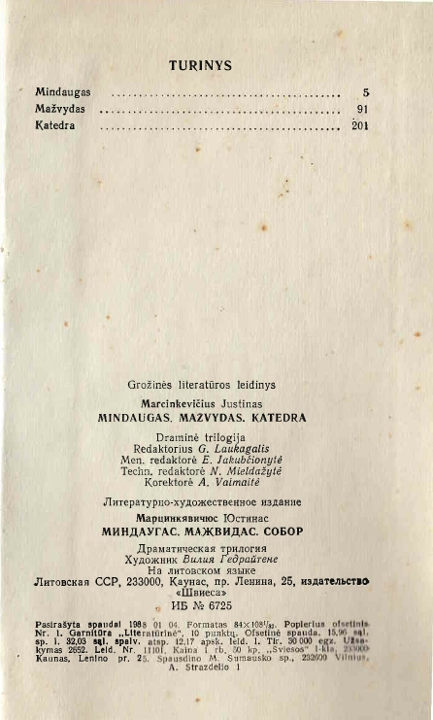 TURINYS
Mindaugas ........................................ 5
Mažvydas ........................................ 91
Katedra ........................................ 201
Grožinės literatūros leidinys
Marcinkevičius Justinas
MINDAUGAS. MAŽVYDAS. KATEDRA
Draminė trilogija
Redaktorius G. Laukagalis
Men. redaktorė E. Jakubčionytė
Techn. redaktorė N. Mieldažytė
Korektorė A. Vaimaitė
Литературно-художественное издание
Марцинкявичюс Юстинас
МИНДАУГАС. МАЖВИДАС. СОБОР
Драматическая трилогия
Художник Вилия Гедрайгене
На литовском языке
Литовская ССР, 233000, Каунас, пр. Ленина, 25, издательство
«Швиеса»
ИБ № 6725
Pasirašyta spaudai 1988 01 04. Formatas 84×108¹/₃₂. Popierius ofsetinis
Nr. 1. Garnitūra „Literatūrinė", 10 punktų. Ofsetinė spauda. 15,96 sąl.
sp. l. 32,03 sąl. spalv. atsp. 12,17 apsk. leid. l. Tir. 30 000 egz. Užsa-
kymas 2652. Leid. Nr. 11101. Kaina 1 rb. 50 kp. „Šviesos" l-kla, 233000
Kaunas, Lenino pr. 25. Spausdino M. Šumausko sp., 232600 Vilnius,
A. Strazdelio 1